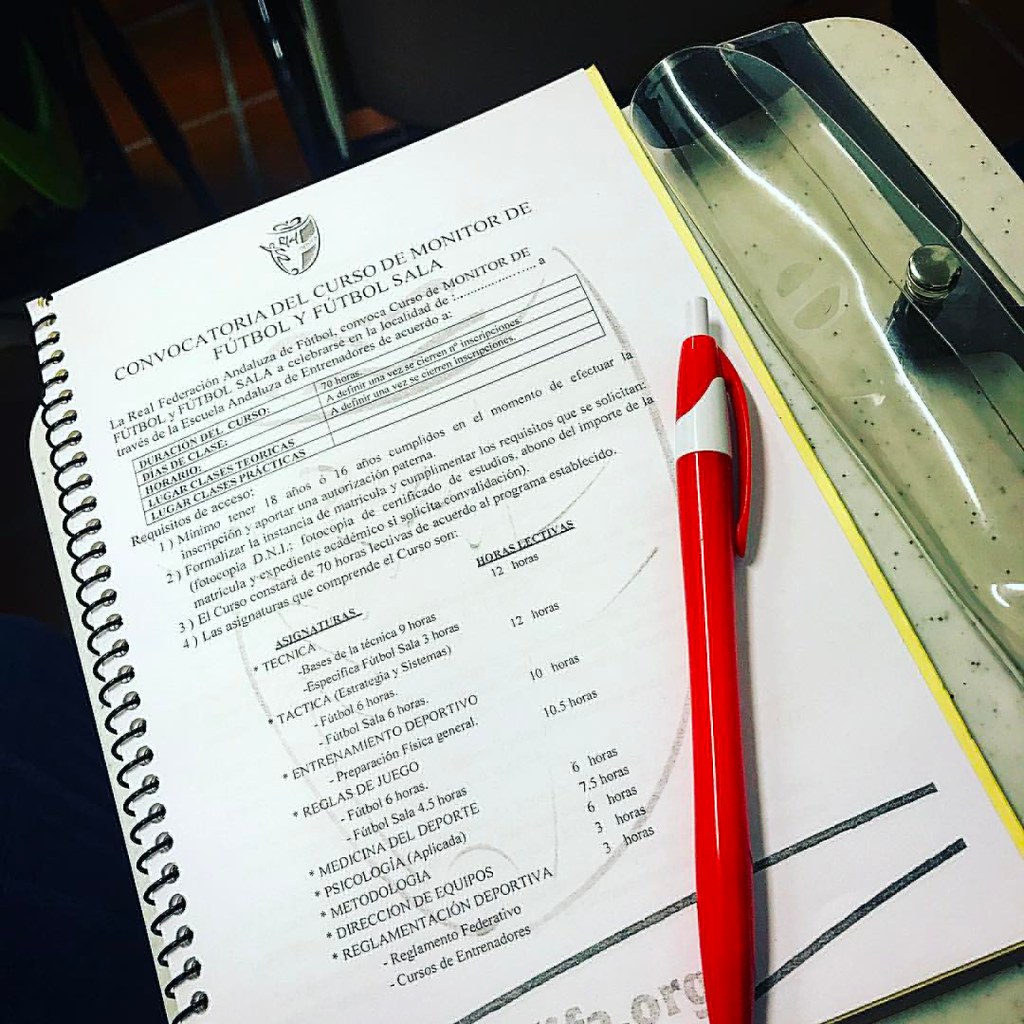 CONVOCATORIA DEL CURSO DE MONITOR DE
FÚTBOL Y FÚTBOL SALA
La Real Federación Andaluza de Fútbol, convoca Curso de MONITOR DE
FÚTBOL y FÚTBOL SALA a celebrarse en la localidad de :........................ a
través de la Escuela Andaluza de Entrenadores de acuerdo a:
DURACIÓN DEL CURSO: 70 horas.
DÍAS DE CLASE: A definir una vez se cierren nº inscripciones.
HORARIO: A definir una vez se cierren inscripciones.
LUGAR CLASES TEORICAS
LUGAR CLASES PRÁCTICAS
Requisitos de acceso:
1) Mínimo tener 18 años ó 16 años cumplidos en el momento de efectuar la
inscripción y aportar una autorización paterna.
2) Formalizar la instancia de matrícula y cumplimentar los requisitos que se solicitan:
(fotocopia D.N.I.; fotocopia de certificado de estudios, abono del importe de la
matrícula y expediente académico si solicita convalidación).
3) El Curso constará de 70 horas lectivas de acuerdo al programa establecido.
4) Las asignaturas que comprende el Curso son:
ASIGNATURAS HORAS LECTIVAS
* TECNICA 12 horas
-Bases de la técnica 9 horas
-Específica Fútbol Sala 3 horas
* TACTICA (Estrategia y Sistemas) 12 horas
- Fútbol 6 horas.
- Fútbol Sala 6 horas.
* ENTRENAMIENTO DEPORTIVO 10 horas
- Preparación Física general.
* REGLAS DE JUEGO 10.5 horas
- Fútbol 6 horas.
- Fútbol Sala 4.5 horas
* MEDICINA DEL DEPORTE 6 horas
* PSICOLOGÍA (Aplicada) 7.5 horas
* METODOLOGÍA 6 horas
* DIRECCION DE EQUIPOS 3 horas
* REGLAMENTACIÓN DEPORTIVA 3 horas
- Reglamento Federativo
- Cursos de Entrenadores